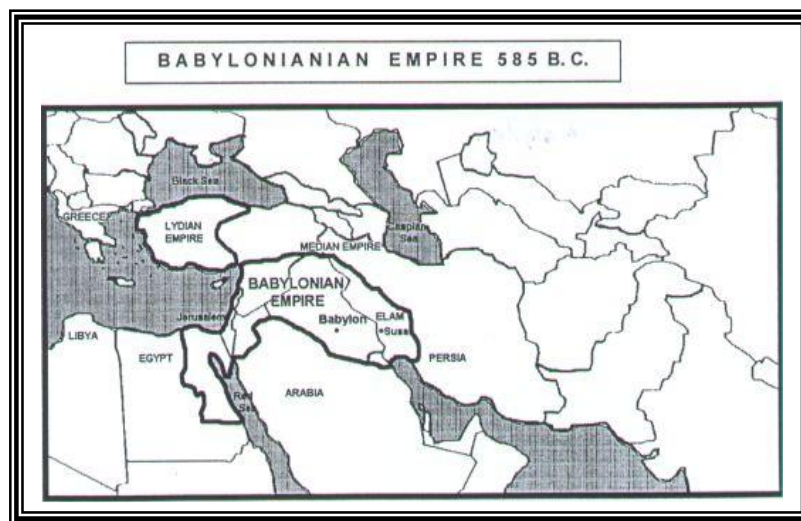 BABYLONIANIAN EMPIRE 585 B.C.
Black Sea
GREECE
LYDIAN
EMPIRE
Caspian
Sea
MEDIAN EMPIRE
BABYLONIAN
EMPIRE
Jerusalem
Babylon
ELAM
Susa
LIBYA
EGYPT
PERSIA
Red
Sea
ARABIA